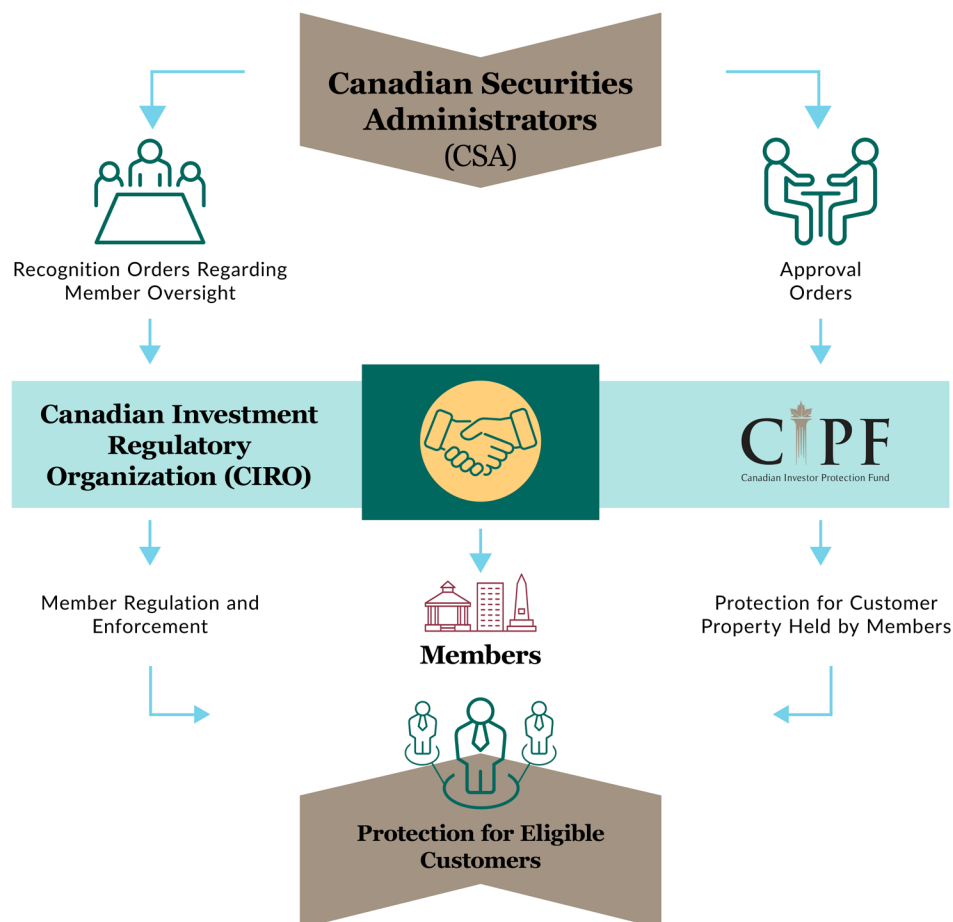 Canadian Securities
Administrators
(CSA)
Recognition Orders Regarding
Member Oversight
Approval
Orders
Canadian Investment
Regulatory
Organization (CIRO)
CIPF
Canadian Investor Protection Fund
Member Regulation and
Enforcement
Members
Protection for Customer
Property Held by Members
Protection for Eligible
Customers